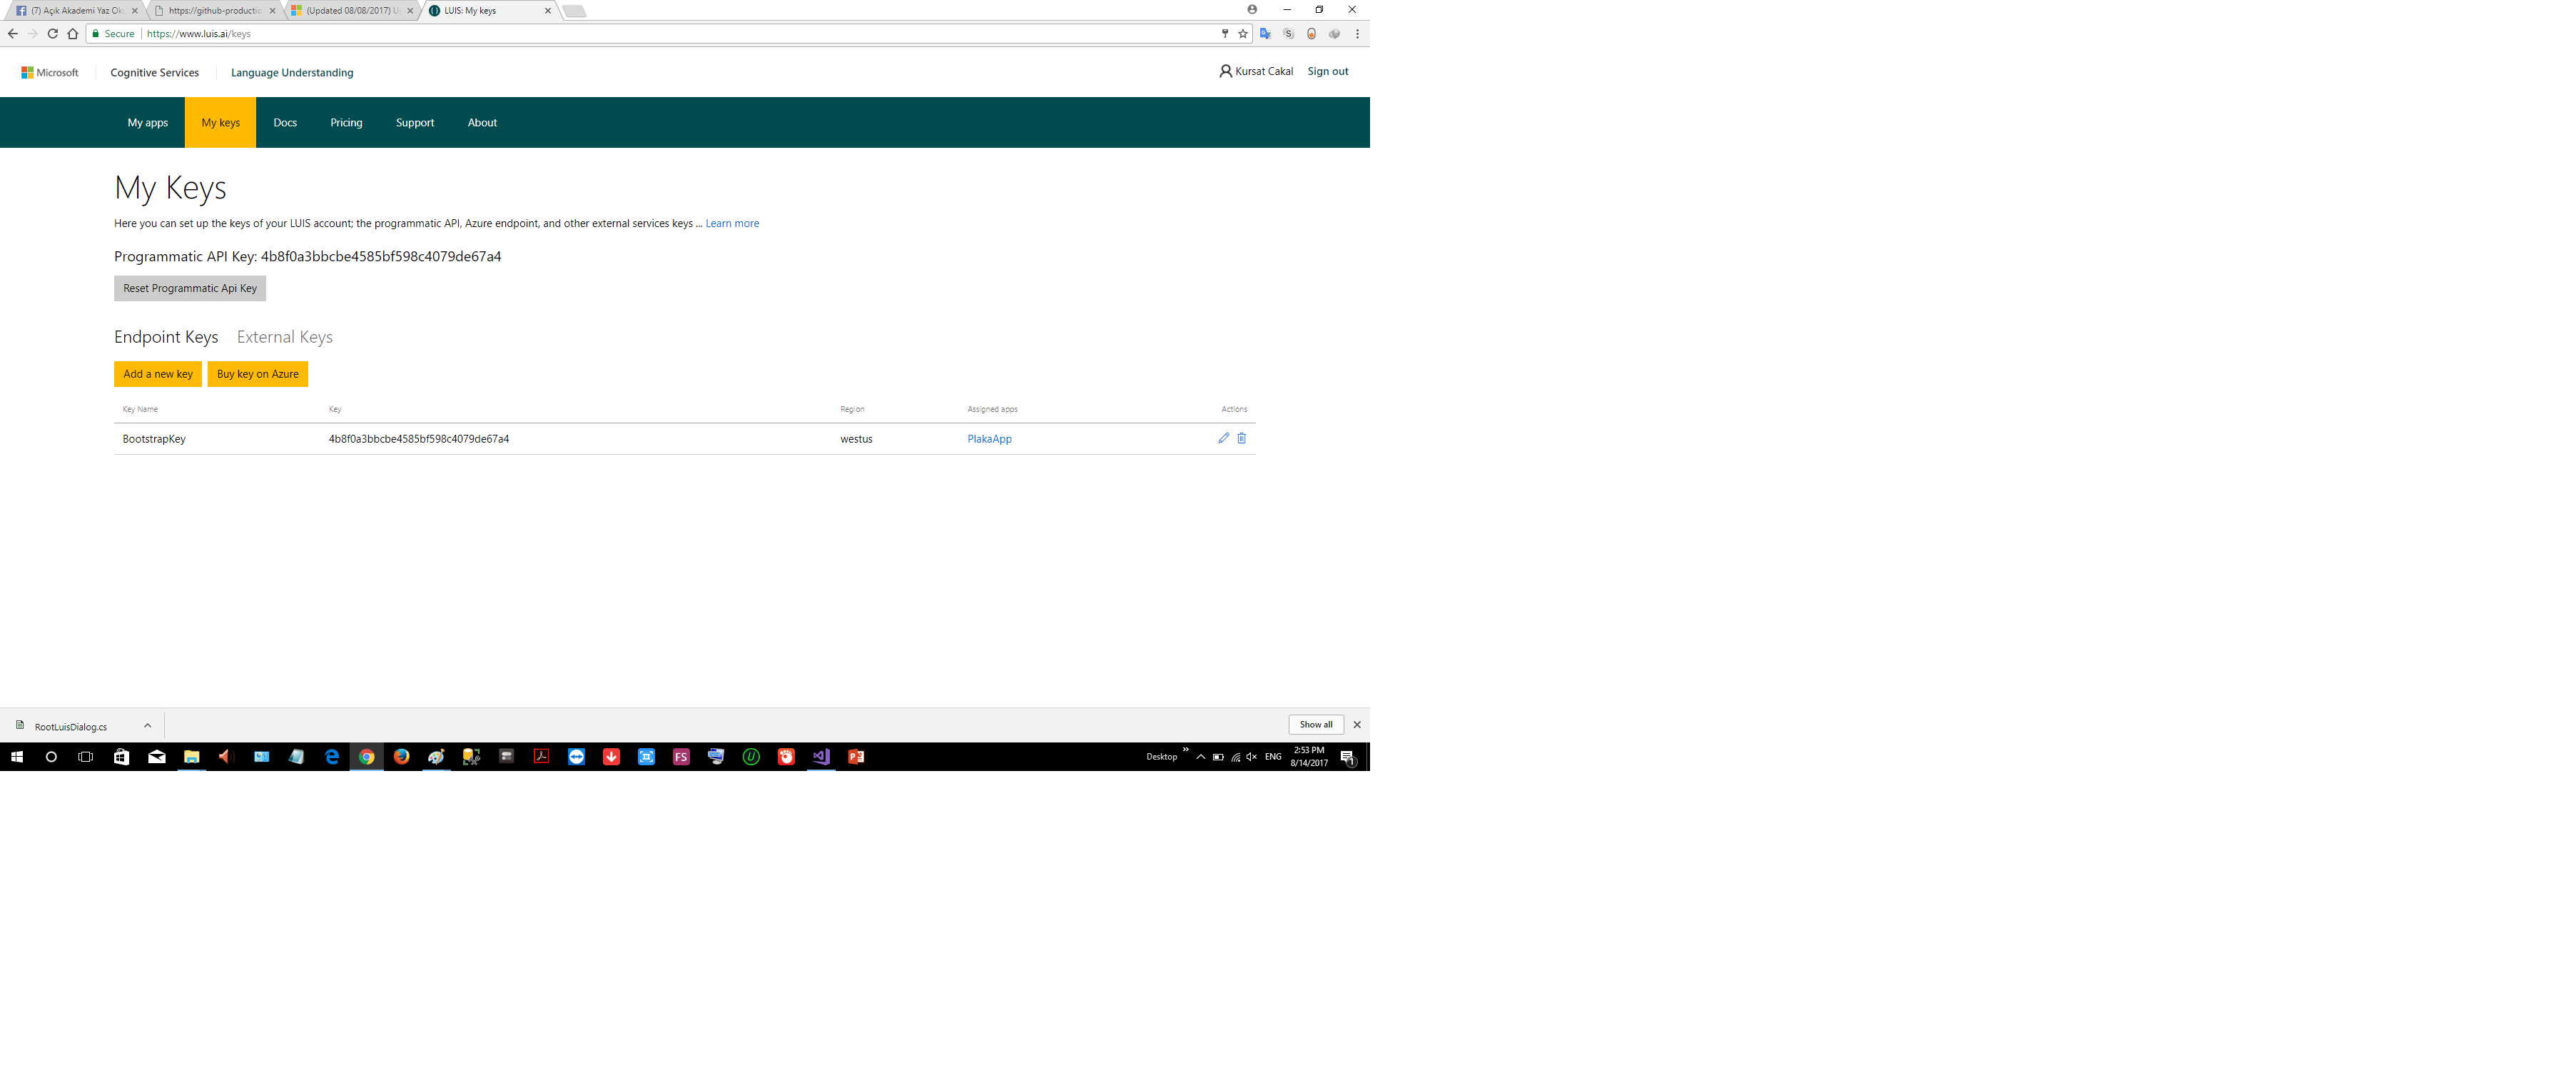 (7) Açık Akademi Yaz Ok
https://github-productio
(Updated 08/08/2017) U
LUIS: My keys
Secure https://www.luis.ai/keys
Microsoft Cognitive Services Language Understanding Kursat Cakal Sign out
My apps My keys Docs Pricing Support About
My Keys
Here you can set up the keys of your LUIS account; the programmatic API, Azure endpoint, and other external services keys ... Learn more
Programmatic API Key: 4b8f0a3bbcbe4585bf598c4079de67a4
Reset Programmatic Api Key
Endpoint Keys External Keys
Add a new key Buy key on Azure
Key Name Key Region Assigned apps Actions
BootstrapKey 4b8f0a3bbcbe4585bf598c4079de67a4 westus PlakaApp
RootLuisDialog.cs Show all
Desktop ENG 2:53 PM
8/14/2017